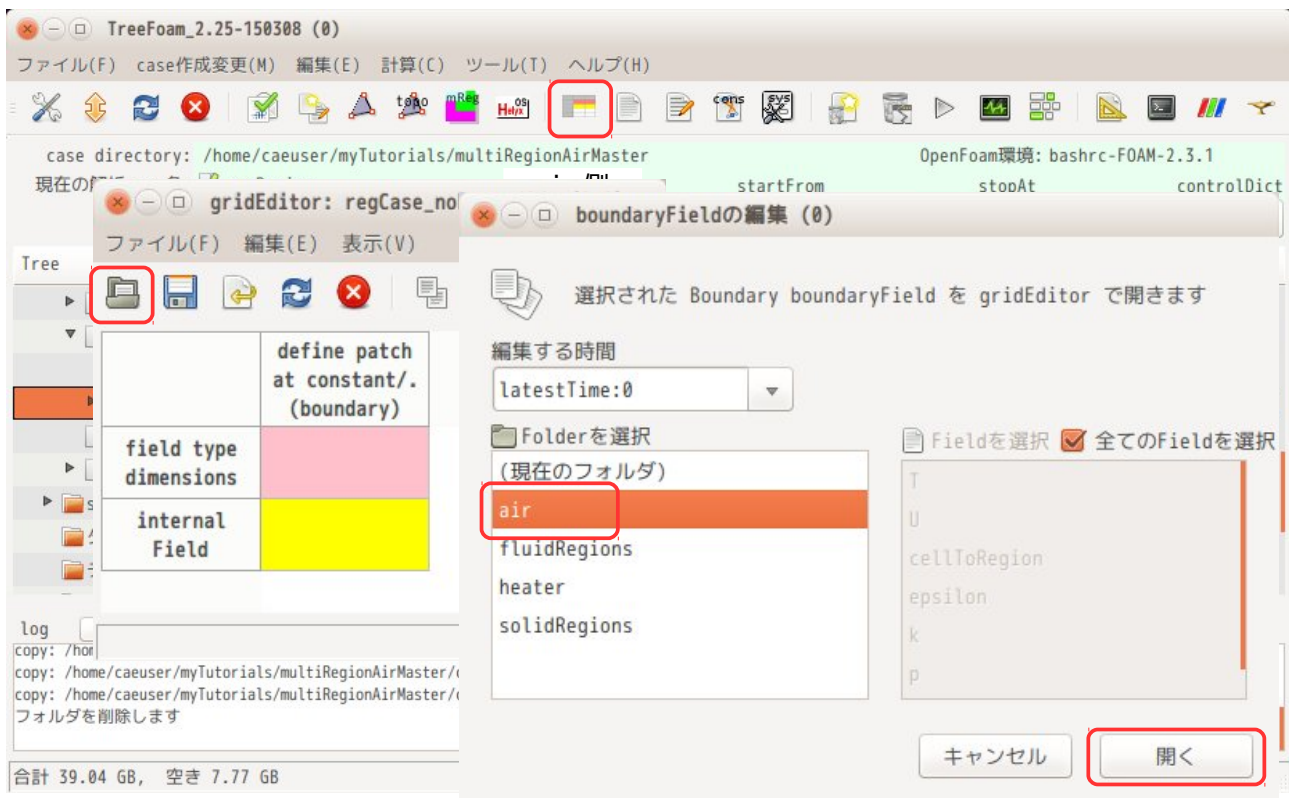 TreeFoam_2.25-150308 (0)
ファイル(F) case作成変更(M) 編集(E) 計算(C) ツール(T) ヘルプ(H)
topo mReg Helyx OS cons sys
case directory: /home/caeuser/myTutorials/multiRegionAirMaster
OpenFoam環境: bashrc-FOAM-2.3.1
現在の
startFrom stopAt controlDict
gridEditor: regCase_no
ファイル(F) 編集(E) 表示(V)
define patch
at constant/.
(boundary)
field type
dimensions
internal
Field
boundaryFieldの編集 (0)
選択された Boundary boundaryField を gridEditor で開きます
編集する時間
latestTime:0
Folderを選択
(現在のフォルダ)
air
fluidRegions
heater
solidRegions
Fieldを選択 全てのFieldを選択
T
U
cellToRegion
epsilon
k
p
キャンセル 開く
Tree
log
copy: /hom
copy: /home/caeuser/myTutorials/multiRegionAirMaster/
copy: /home/caeuser/myTutorials/multiRegionAirMaster/
フォルダを削除します
合計 39.04 GB, 空き 7.77 GB